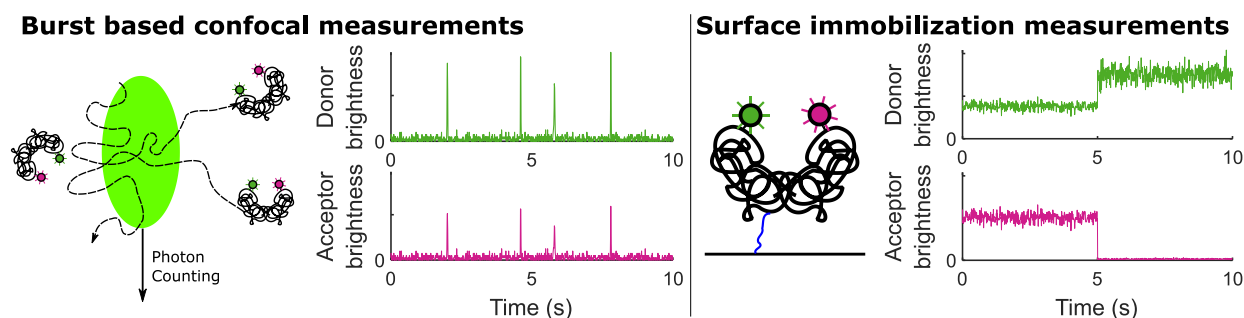 Burst based confocal measurements
Photon
Counting
Donor
brightness
0
0
5
10
Acceptor
brightness
0
0
5
10
Time (s)
Surface immobilization measurements
Donor
brightness
0
0
5
10
Acceptor
brightness
0
0
5
10
Time (s)